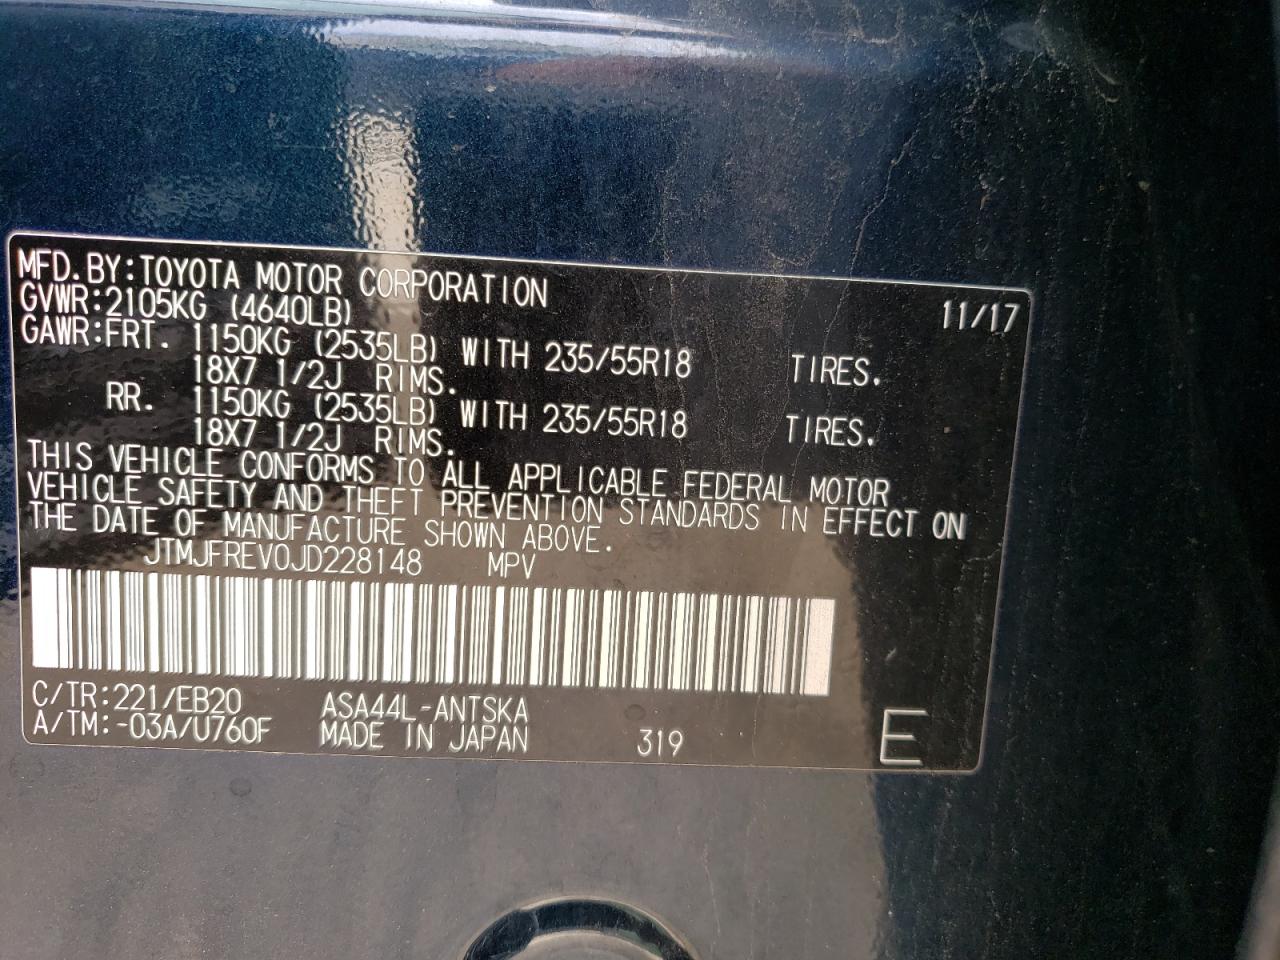 MFD.BY:TOYOTA MOTOR CORPORATION 11/17
GVWR:2105KG (4640LB)
GAWR:FRT. 1150KG (2535LB) WITH 235/55R18 TIRES.
18X7 1/2J RIMS.
RR. 1150KG (2535LB) WITH 235/55R18 TIRES.
18X7 1/2J RIMS.
THIS VEHICLE CONFORMS TO ALL APPLICABLE FEDERAL MOTOR
VEHICLE SAFETY AND THEFT PREVENTION STANDARDS IN EFFECT ON
THE DATE OF MANUFACTURE SHOWN ABOVE.
JTMJFREV0JD228148 MPV
C/TR:221/EB20 ASA44L-ANTSKA
A/TM:-03A/U760F MADE IN JAPAN 319 E